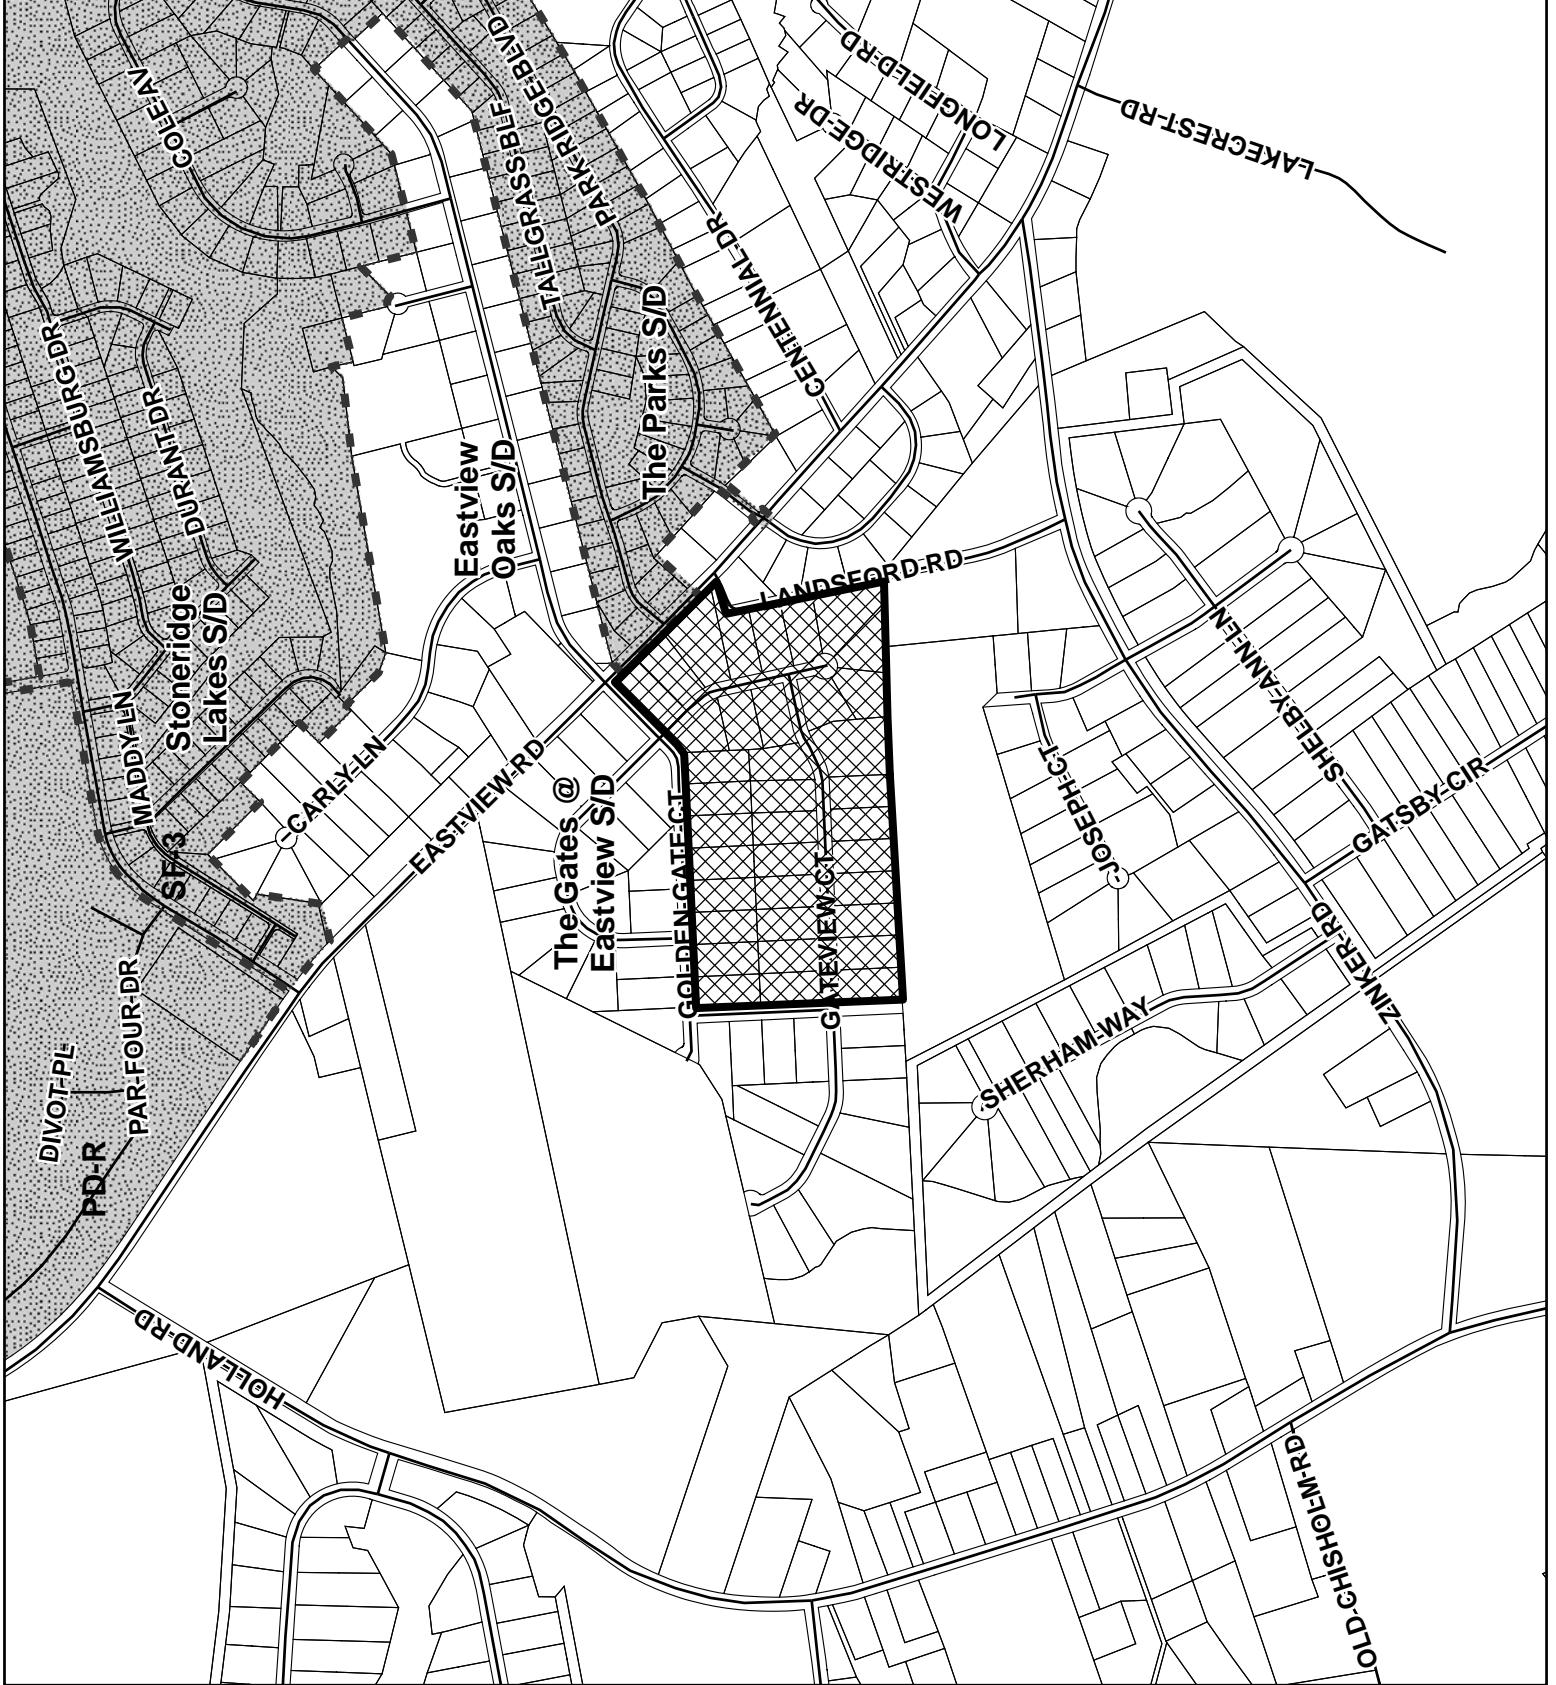 COLE AV
PARK RIDGE BLVD
TALLGRASS BLF
LONGFIELD RD
WESTRIDGE DR
LAKECREST RD
CENTENNIAL DR
WILLIAMSBURG DR
DURANT DR
The Parks S/D
Eastview
Oaks S/D
LANDSFORD RD
Stoneridge
Lakes S/D
MADDY LN
SF-3
CARLY LN
EASTVIEW RD
The Gates @
Eastview S/D
GOLDEN GATE CT
GATEVIEW CT
SHELBY ANN LN
GATSBY CIR
JOSEPH CT
ZINKER RD
SHERHAM WAY
PAR FOUR DR
DIVOT PL
PD-R
HOLLAND RD
OLD CHISHOLM RD